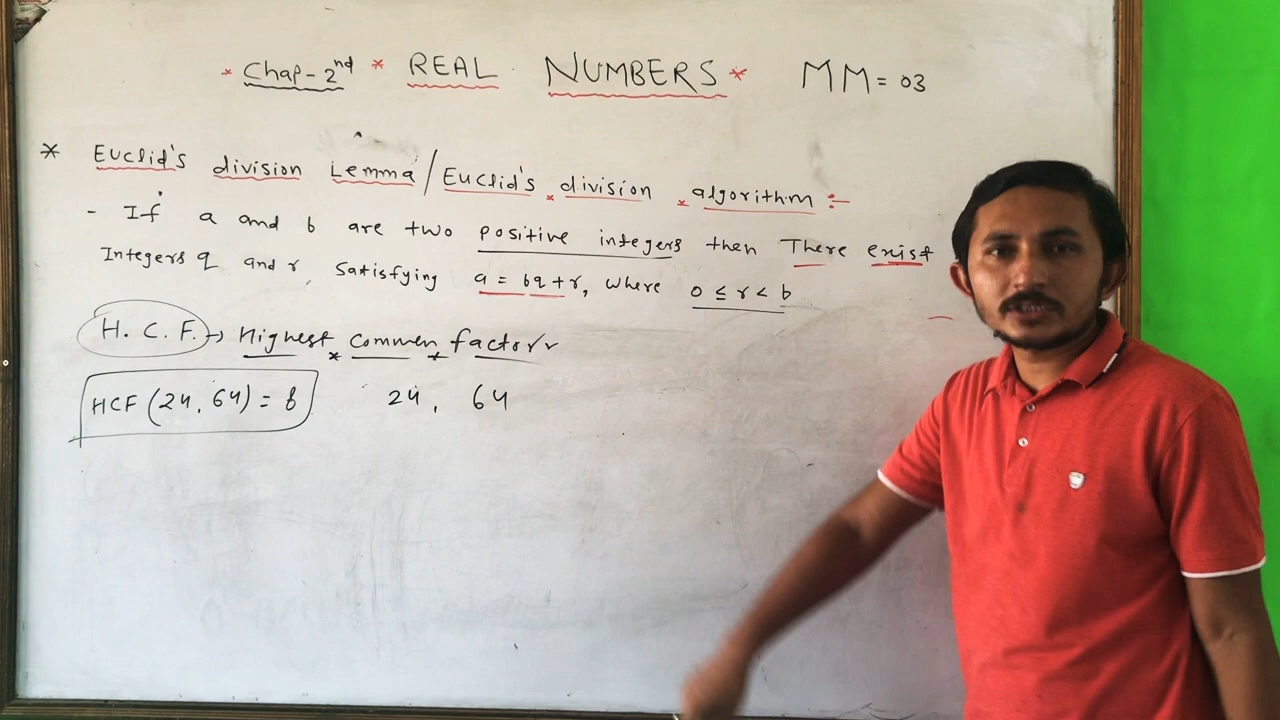 * Chap-2nd * REAL NUMBERS * MM = 03
* Euclid's division Lemma / Euclid's division algorithm :-
- If a and b are two positive integers then There exist
Integers q and r satisfying a = bq + r, where 0 ≤ r < b
H. C. F. → Highest common factor
HCF (24, 64) = 8 24, 64